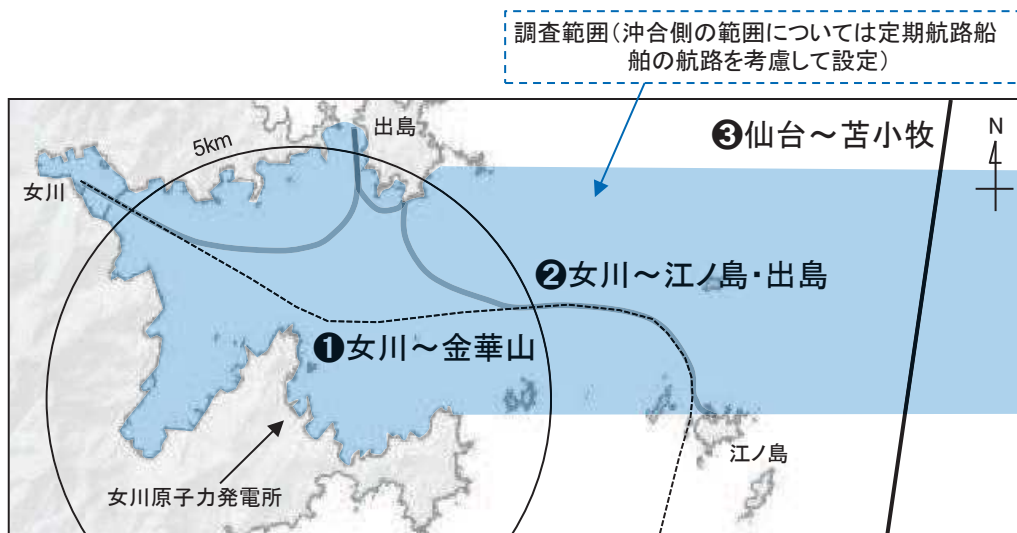 調査範囲(沖合側の範囲については定期航路船
舶の航路を考慮して設定)
出島
❸仙台～苫小牧
N
5km
女川
❷女川～江ノ島・出島
❶女川～金華山
江ノ島
女川原子力発電所